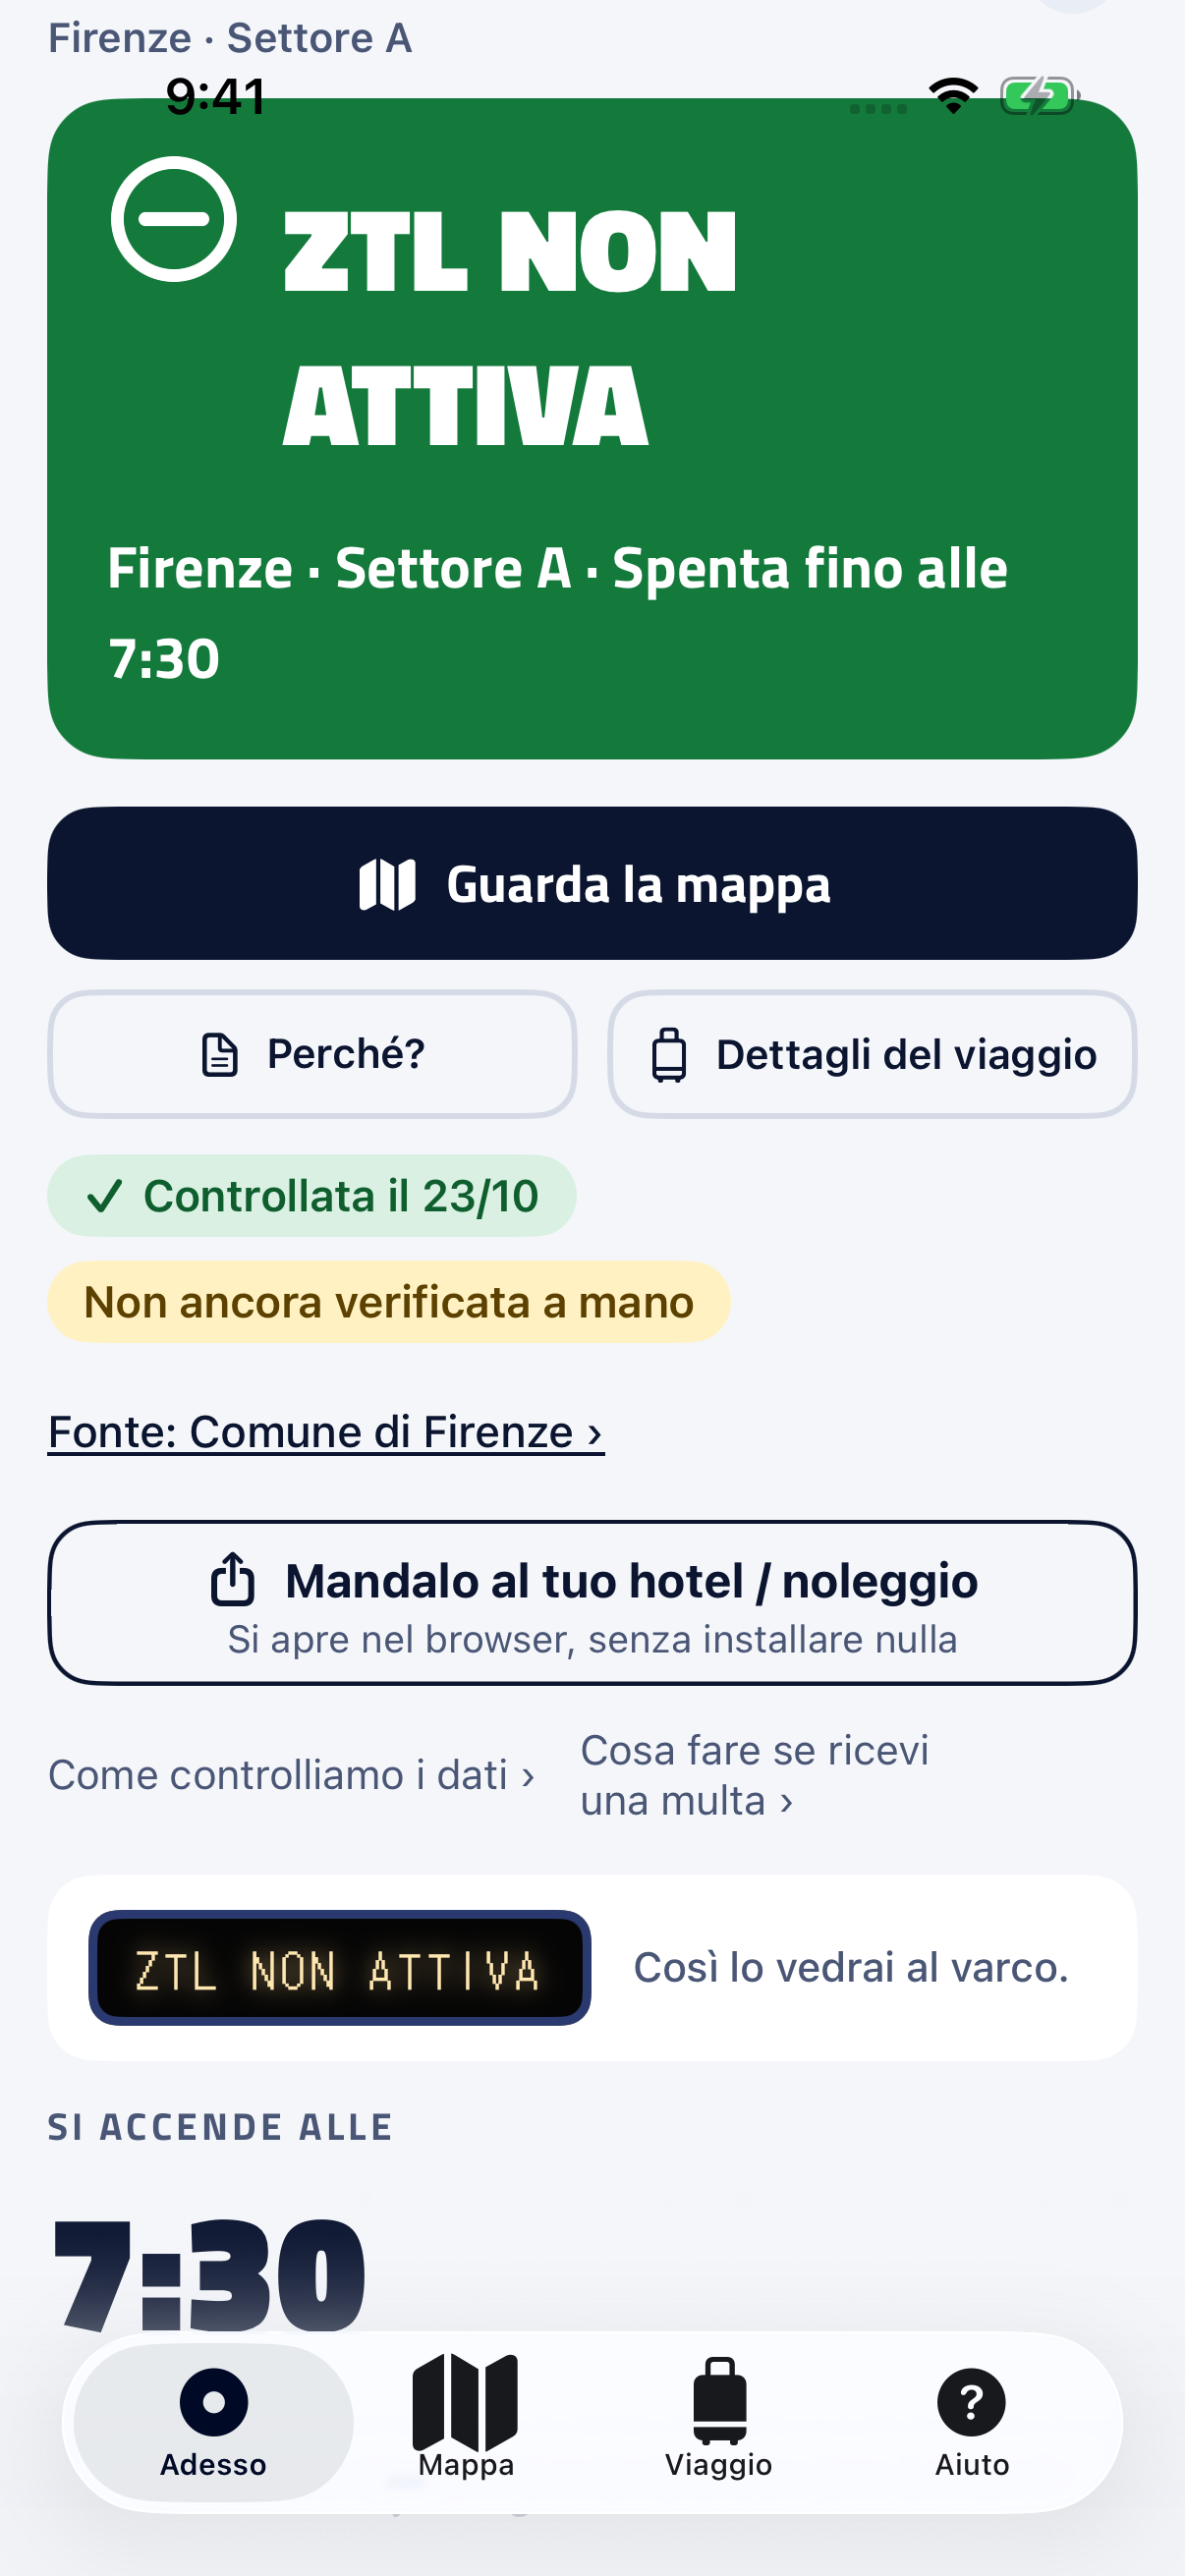 Firenze · Settore A
9:41
ZTL NON
ATTIVA
Firenze · Settore A · Spenta fino alle
7:30
Guarda la mappa
Perché?
Dettagli del viaggio
Controllata il 23/10
Non ancora verificata a mano
Fonte: Comune di Firenze ›
Mandalo al tuo hotel / noleggio
Si apre nel browser, senza installare nulla
Come controlliamo i dati ›
Cosa fare se ricevi
una multa ›
ZTL NON ATTIVA
Così lo vedrai al varco.
SI ACCENDE ALLE
7:30
Adesso
Mappa
Viaggio
Aiuto